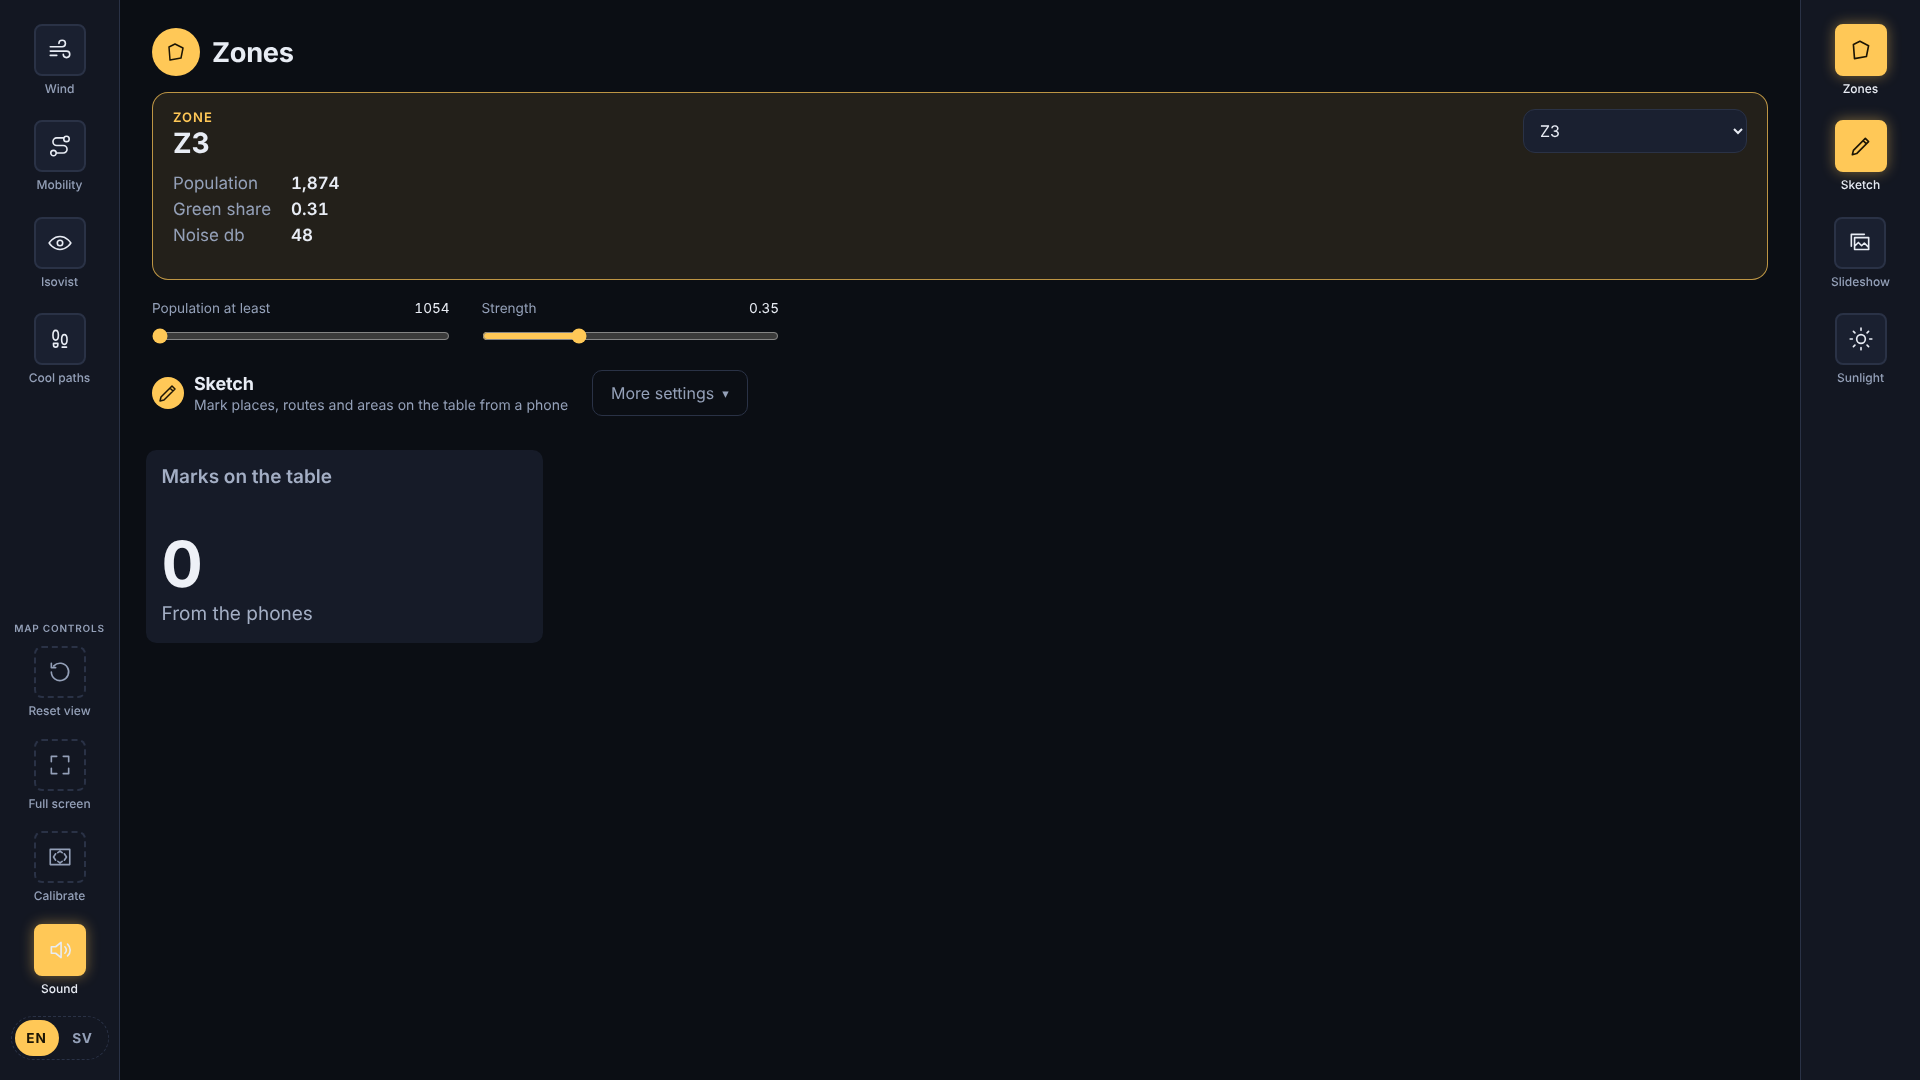 Wind
Mobility
Isovist
Cool paths
MAP CONTROLS
Reset view
Full screen
Calibrate
Sound
EN SV
Zones
ZONE
Z3
Z3
Population 1,874
Green share 0.31
Noise db 48
Population at least 1054
Strength 0.35
Sketch
Mark places, routes and areas on the table from a phone
More settings ▾
Marks on the table
0
From the phones
Zones
Sketch
Slideshow
Sunlight